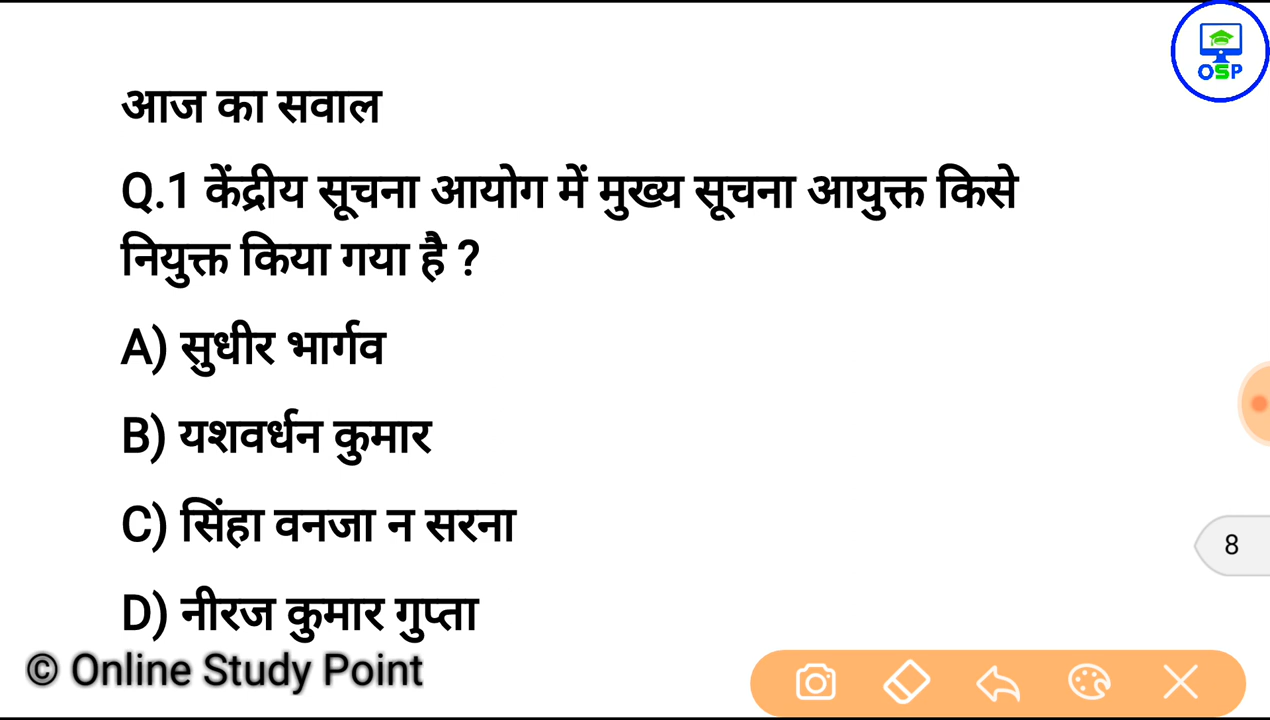 OSP
आज का सवाल
Q.1 केंद्रीय सूचना आयोग में मुख्य सूचना आयुक्त किसे
नियुक्त किया गया है ?
A) सुधीर भार्गव
B) यशवर्धन कुमार
C) सिंहा वनजा न सरना
8
D) नीरज कुमार गुप्ता
© Online Study Point